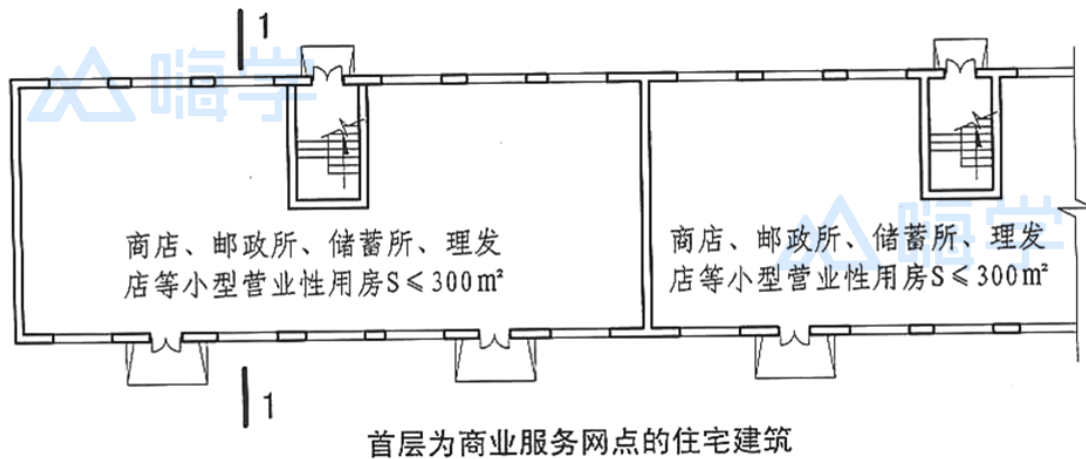 1
嗨学
商店、邮政所、储蓄所、理发
店等小型营业性用房S≤300m²
嗨学
商店、邮政所、储蓄所、理发
店等小型营业性用房S≤300m²
1
首层为商业服务网点的住宅建筑